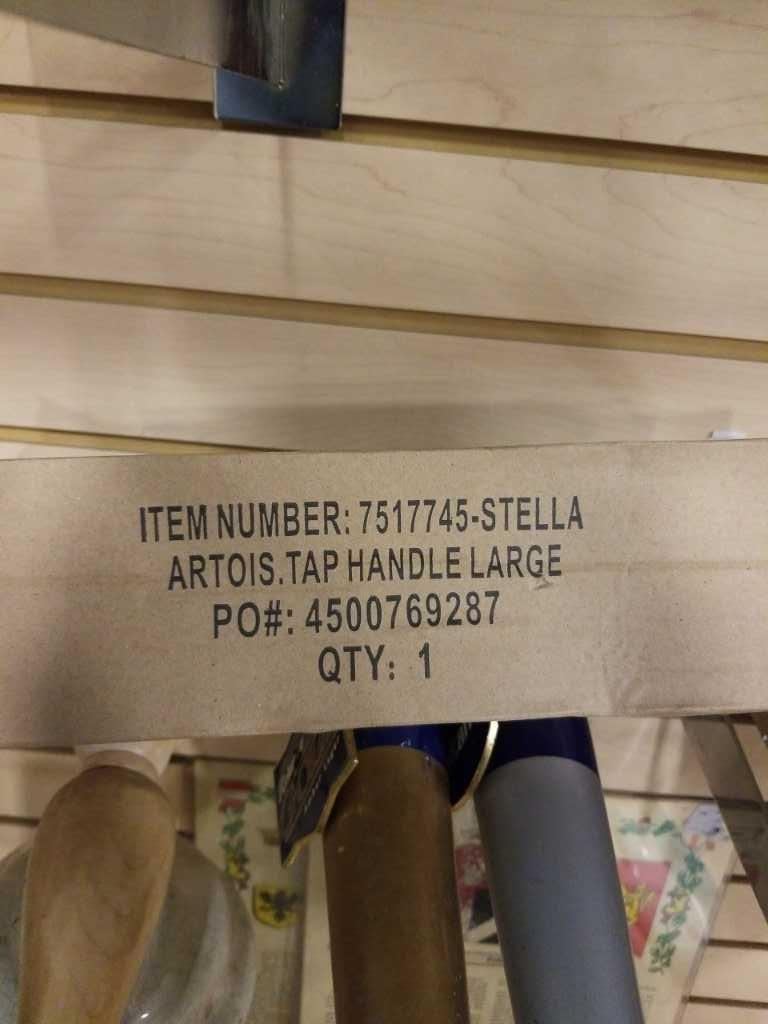 ITEM NUMBER: 7517745-STELLA
ARTOIS.TAP HANDLE LARGE
PO#: 4500769287
QTY: 1